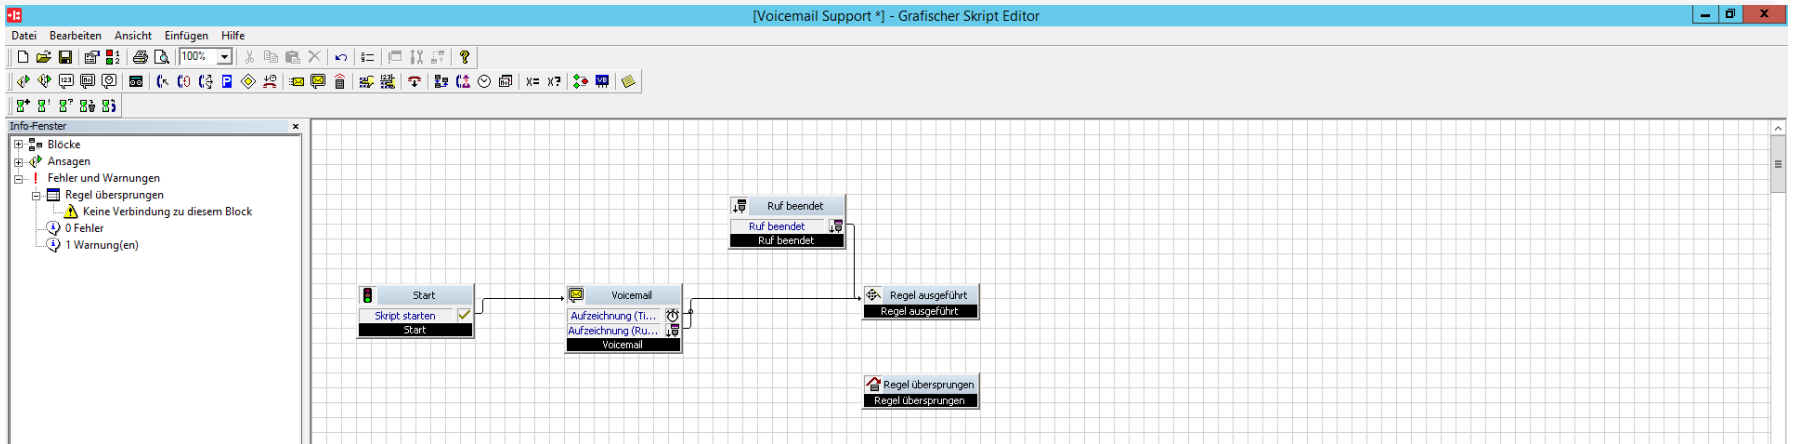 [Voicemail Support *] - Grafischer Skript Editor
Datei Bearbeiten Ansicht Einfügen Hilfe
100%
Info-Fenster
Blöcke
Ansagen
Fehler und Warnungen
Regel übersprungen
Keine Verbindung zu diesem Block
0 Fehler
1 Warnung(en)
Ruf beendet
Ruf beendet
Ruf beendet
Start
Skript starten
Start
Voicemail
Aufzeichnung (Ti...
Aufzeichnung (Ru...
Voicemail
Regel ausgeführt
Regel ausgeführt
Regel übersprungen
Regel übersprungen